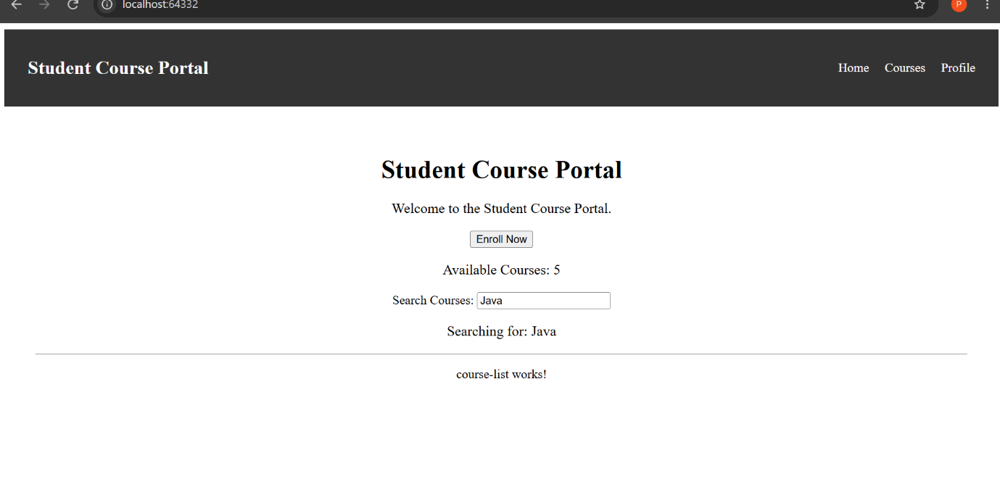 localhost:64332
P
Student Course Portal
Home Courses Profile
Student Course Portal
Welcome to the Student Course Portal.
Enroll Now
Available Courses: 5
Search Courses: Java
Searching for: Java
course-list works!